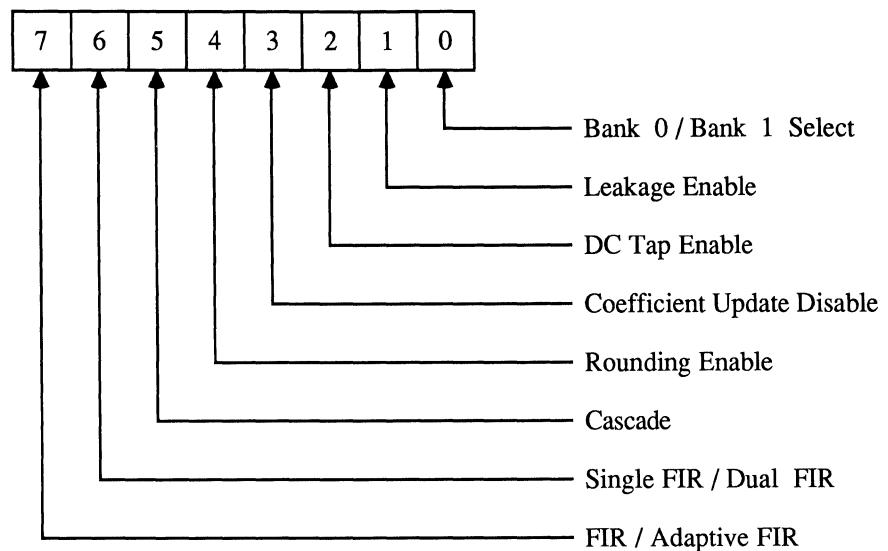 7 6 5 4 3 2 1 0
Bank 0 / Bank 1 Select
Leakage Enable
DC Tap Enable
Coefficient Update Disable
Rounding Enable
Cascade
Single FIR / Dual FIR
FIR / Adaptive FIR